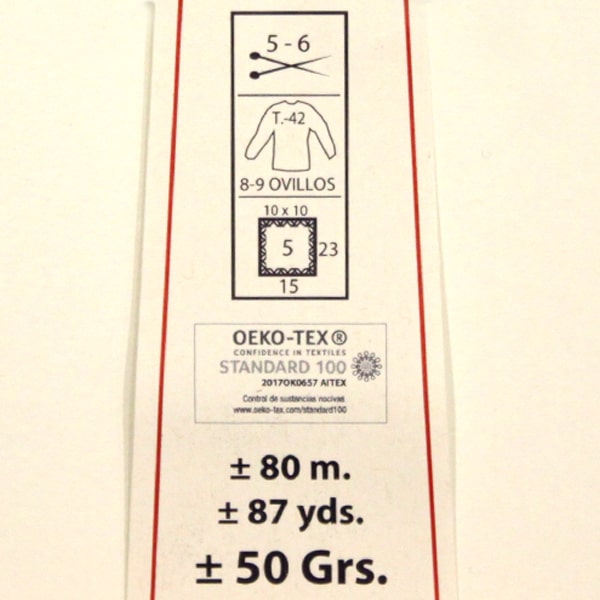 5 - 6
T.-42
8-9 OVILLOS
10 x 10
5
23
15
OEKO-TEX®
CONFIDENCE IN TEXTILES
STANDARD 100
2017OK0657 AITEX
Control de sustancias nocivas
www.oeko-tex.com/standard100
± 80 m.
± 87 yds.
± 50 Grs.